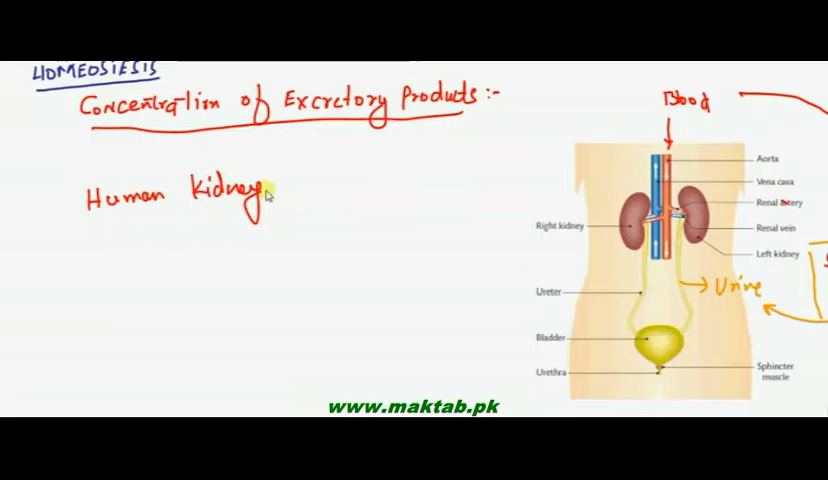 HOMEOSIESIS
Concentration of Excretory Products :-
Blood
Human Kidney
Aorta
Vena cava
Renal artery
Right kidney
Renal vein
Left kidney
Ureter
Urine
Bladder
Urethra
Sphincter
muscle
www.maktab.pk